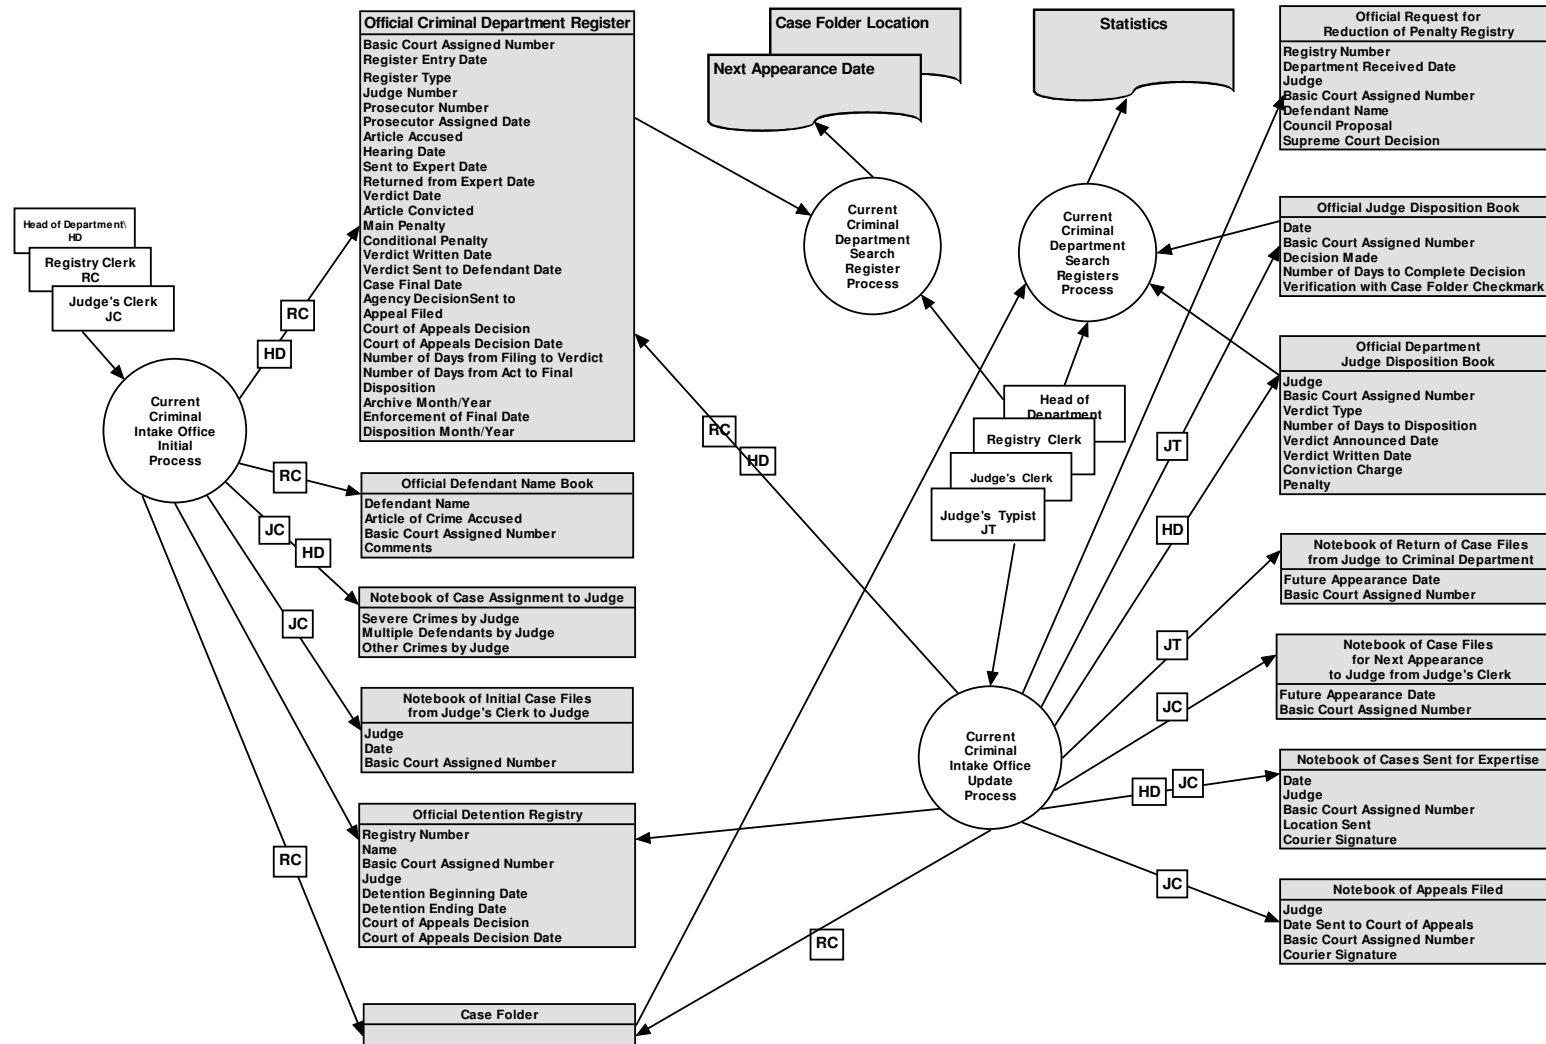 Official Criminal Department Register
Basic Court Assigned Number
Register Entry Date
Register Type
Judge Number
Prosecutor Number
Prosecutor Assigned Date
Article Accused
Hearing Date
Sent to Expert Date
Returned from Expert Date
Verdict Date
Article Convicted
Main Penalty
Conditional Penalty
Verdict Written Date
Verdict Sent to Defendant Date
Case Final Date
Agency DecisionSent to
Appeal Filed
Court of Appeals Decision
Court of Appeals Decision Date
Number of Days from Filing to Verdict
Number of Days from Act to Final
Disposition
Archive Month/Year
Enforcement of Final Date
Disposition Month/Year
Case Folder Location
Next Appearance Date
Statistics
Official Request for
Reduction of Penalty Registry
Registry Number
Department Received Date
Judge
Basic Court Assigned Number
Defendant Name
Council Proposal
Supreme Court Decision
Head of Department\
HD
Registry Clerk
RC
Judge's Clerk
JC
Current
Criminal
Intake Office
Initial
Process
RC
HD
Current
Criminal
Department
Search
Register
Process
Current
Criminal
Department
Search
Registers
Process
Official Judge Disposition Book
Date
Basic Court Assigned Number
Decision Made
Number of Days to Complete Decision
Verification with Case Folder Checkmark
Official Department
Judge Disposition Book
Judge
Basic Court Assigned Number
Verdict Type
Number of Days to Disposition
Verdict Announced Date
Verdict Written Date
Conviction Charge
Penalty
Head of
Department
Registry Clerk
Judge's Clerk
Judge's Typist
JT
RC
HD
JT
HD
RC
Official Defendant Name Book
Defendant Name
Article of Crime Accused
Basic Court Assigned Number
Comments
JC
HD
Notebook of Case Assignment to Judge
Severe Crimes by Judge
Multiple Defendants by Judge
Other Crimes by Judge
JC
Notebook of Initial Case Files
from Judge's Clerk to Judge
Judge
Date
Basic Court Assigned Number
Official Detention Registry
Registry Number
Name
Basic Court Assigned Number
Judge
Detention Beginning Date
Detention Ending Date
Court of Appeals Decision
Court of Appeals Decision Date
RC
Case Folder
Current
Criminal
Intake Office
Update
Process
RC
Notebook of Return of Case Files
from Judge to Criminal Department
Future Appearance Date
Basic Court Assigned Number
JT
Notebook of Case Files
for Next Appearance
to Judge from Judge's Clerk
Future Appearance Date
Basic Court Assigned Number
JC
Notebook of Cases Sent for Expertise
Date
Judge
Basic Court Assigned Number
Location Sent
Courier Signature
HD
JC
Notebook of Appeals Filed
Judge
Date Sent to Court of Appeals
Basic Court Assigned Number
Courier Signature
JC